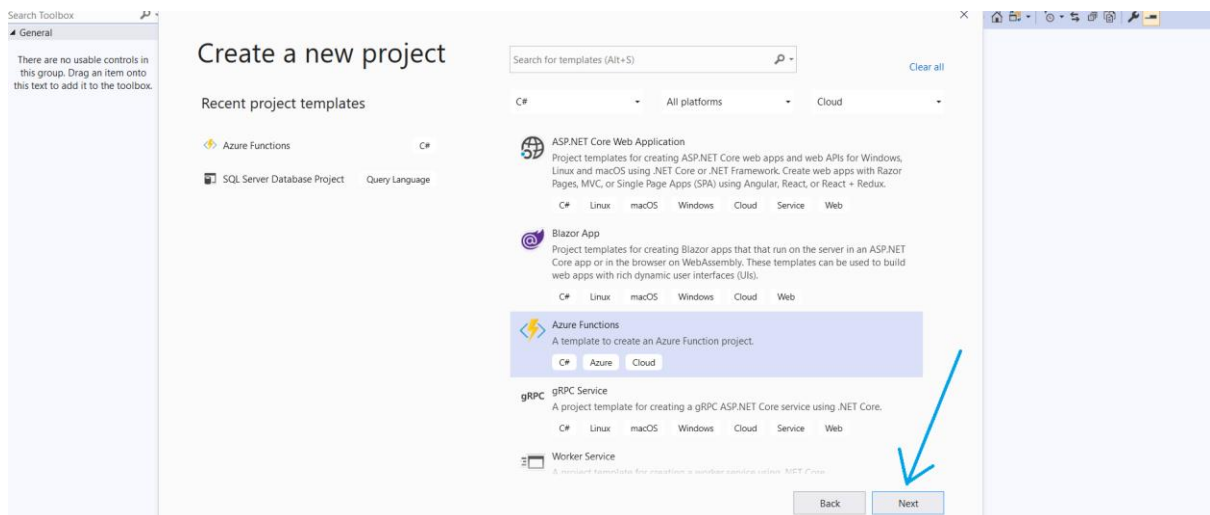 Search Toolbox
General
There are no usable controls in
this group. Drag an item onto
this text to add it to the toolbox.
Create a new project
Recent project templates
Azure Functions C#
SQL Server Database Project Query Language
Search for templates (Alt+S)
Clear all
C# All platforms Cloud
ASP.NET Core Web Application
Project templates for creating ASP.NET Core web apps and web APIs for Windows,
Linux and macOS using .NET Core or .NET Framework. Create web apps with Razor
Pages, MVC, or Single Page Apps (SPA) using Angular, React, or React + Redux.
C# Linux macOS Windows Cloud Service Web
Blazor App
Project templates for creating Blazor apps that that run on the server in an ASP.NET
Core app or in the browser on WebAssembly. These templates can be used to build
web apps with rich dynamic user interfaces (UIs).
C# Linux macOS Windows Cloud Web
Azure Functions
A template to create an Azure Function project.
C# Azure Cloud
gRPC gRPC Service
A project template for creating a gRPC ASP.NET Core service using .NET Core.
C# Linux macOS Windows Cloud Service Web
Worker Service
A project template for creating a worker service using .NET Core.
Back Next